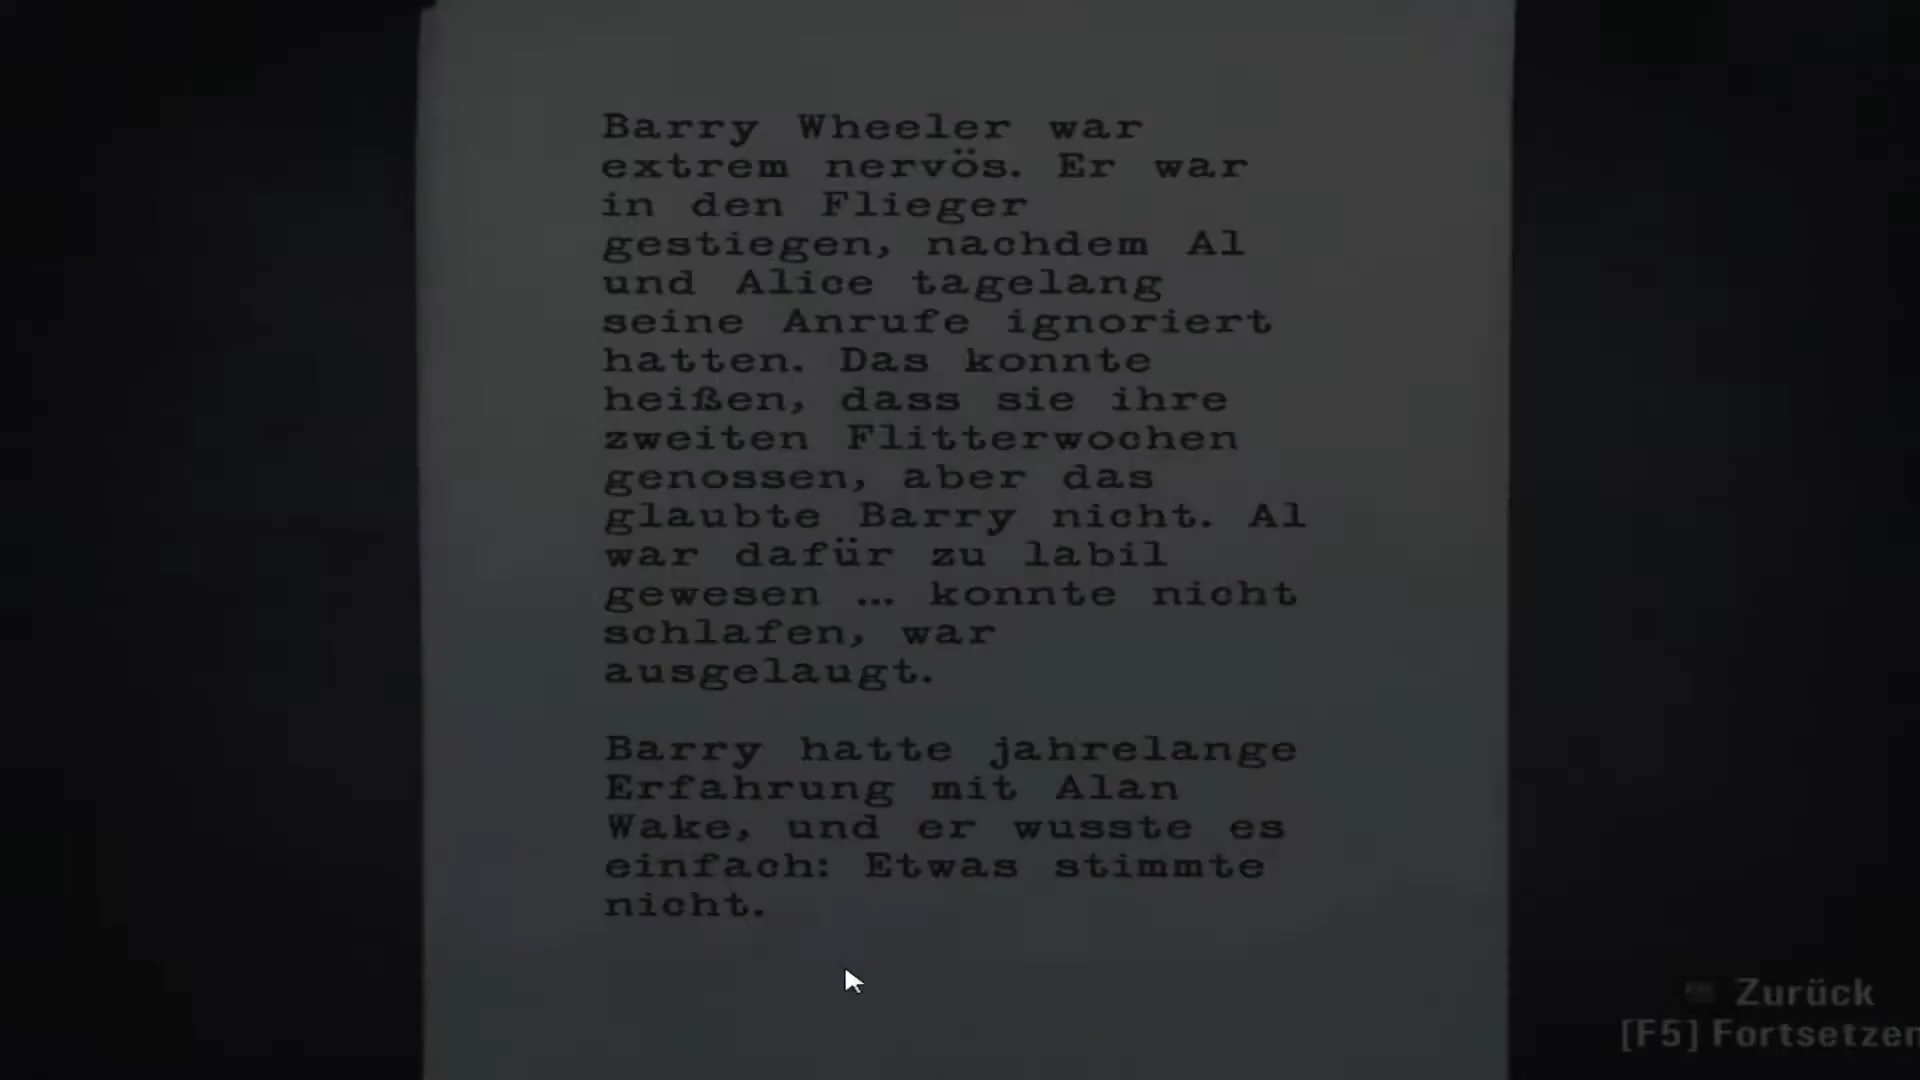 Barry Wheeler war
extrem nervös. Er war
in den Flieger
gestiegen, nachdem Al
und Alice tagelang
seine Anrufe ignoriert
hatten. Das konnte
heißen, dass sie ihre
zweiten Flitterwochen
genossen, aber das
glaubte Barry nicht. Al
war dafür zu labil
gewesen … konnte nicht
schlafen, war
ausgelaugt.
Barry hatte jahrelange
Erfahrung mit Alan
Wake, und er wusste es
einfach: Etwas stimmte
nicht.
Zurück
[F5] Fortsetzen